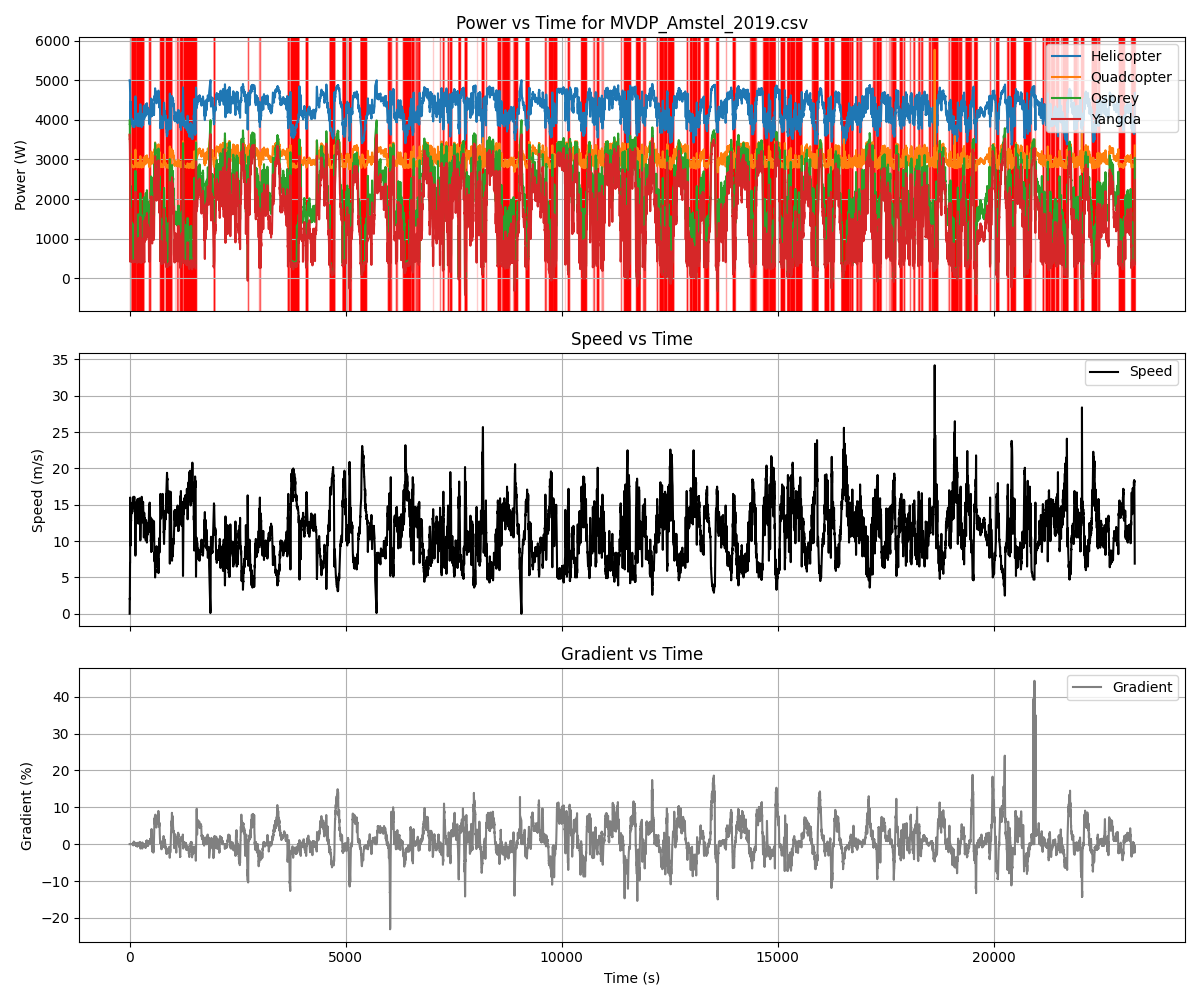 Power vs Time for MVDP_Amstel_2019.csv
6000
5000
4000
3000
2000
1000
0
Power (W)
Helicopter
Quadcopter
Osprey
Yangda
Speed vs Time
35
30
25
20
15
10
5
0
Speed (m/s)
Speed
Gradient vs Time
40
30
20
10
0
−10
−20
Gradient (%)
Gradient
0
5000
10000
15000
20000
Time (s)